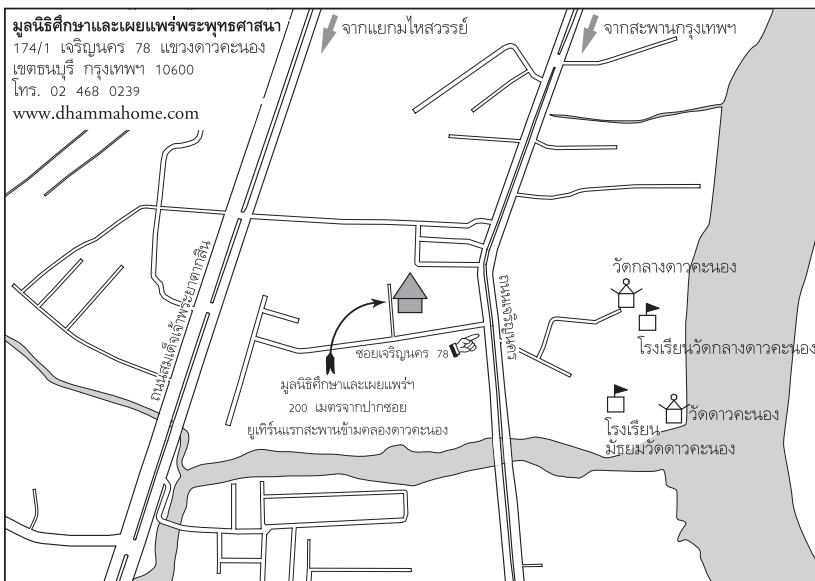 มูลนิธิศึกษาและเผยแพร่พระพุทธศาสนา
174/1 เจริญนคร 78 แขวงดาวคะนอง
เขตธนบุรี กรุงเทพฯ 10600
โทร. 02 468 0239
www.dhammahome.com
จากแยกมไหสวรรย์
จากสะพานกรุงเทพฯ
ถนนสมเด็จเจ้าพระยาตากสิน
ถนนเจริญนคร
วัดกลางดาวคะนอง
โรงเรียนวัดกลางดาวคะนอง
ซอยเจริญนคร 78
มูลนิธิศึกษาและเผยแพร่ฯ
200 เมตรจากปากซอย
ยูเทิร์นแรกสะพานข้ามคลองดาวคะนอง
วัดดาวคะนอง
โรงเรียน
มัธยมวัดดาวคะนอง